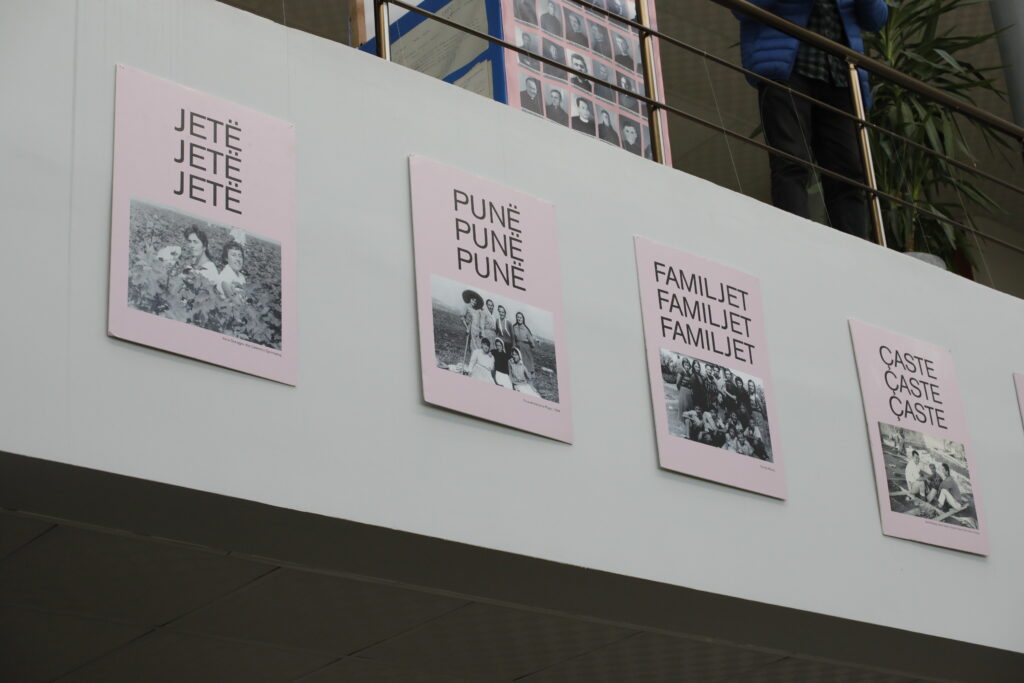 JETË
JETË
JETË
PUNË
PUNË
PUNË
FAMILJET
FAMILJET
FAMILJET
ÇASTE
ÇASTE
ÇASTE